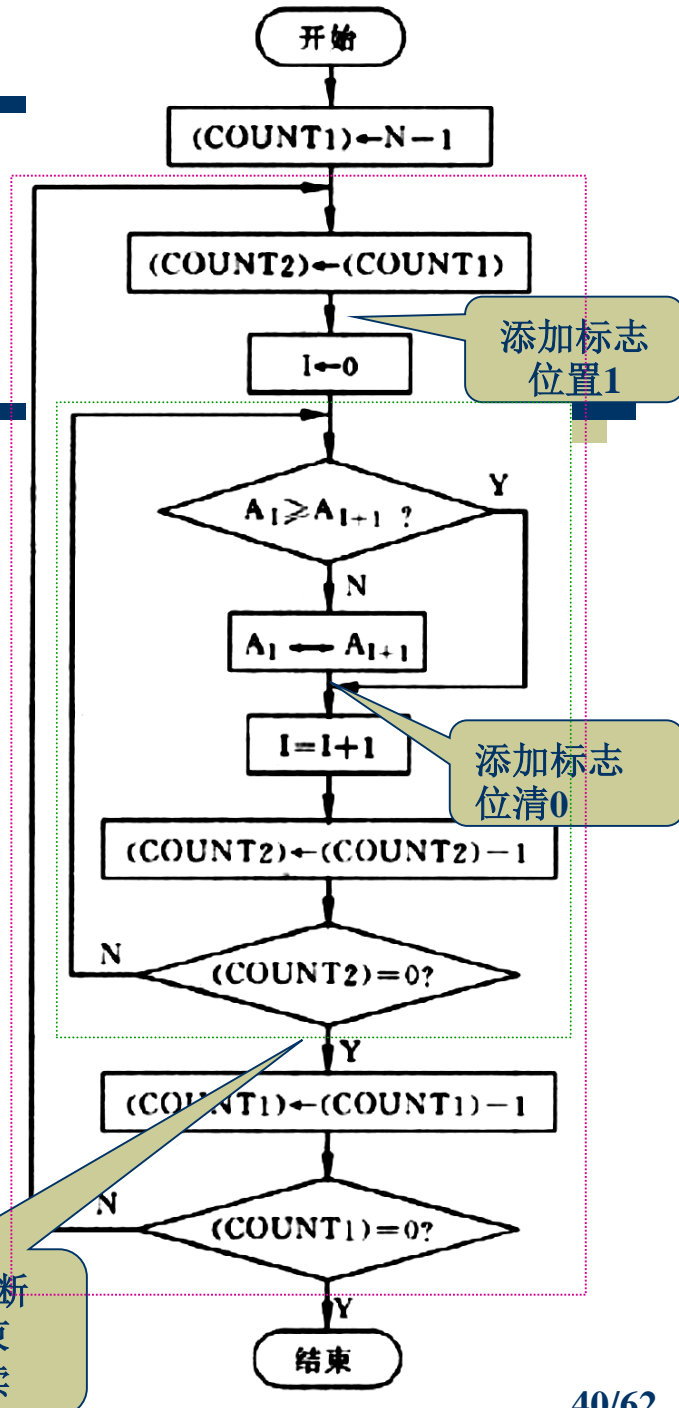 开始
(COUNT1)←N−1
(COUNT2)←(COUNT1)
添加标志
位置1
I←0
A_I⩾A_{I+1} ?
Y
N
A_I ⟷ A_{I+1}
I=I+1
添加标志
位清0
(COUNT2)←(COUNT2)−1
N
(COUNT2)=0?
Y
(COUNT1)←(COUNT1)−1
N
(COUNT1)=0?
断
Y
结束
40/62